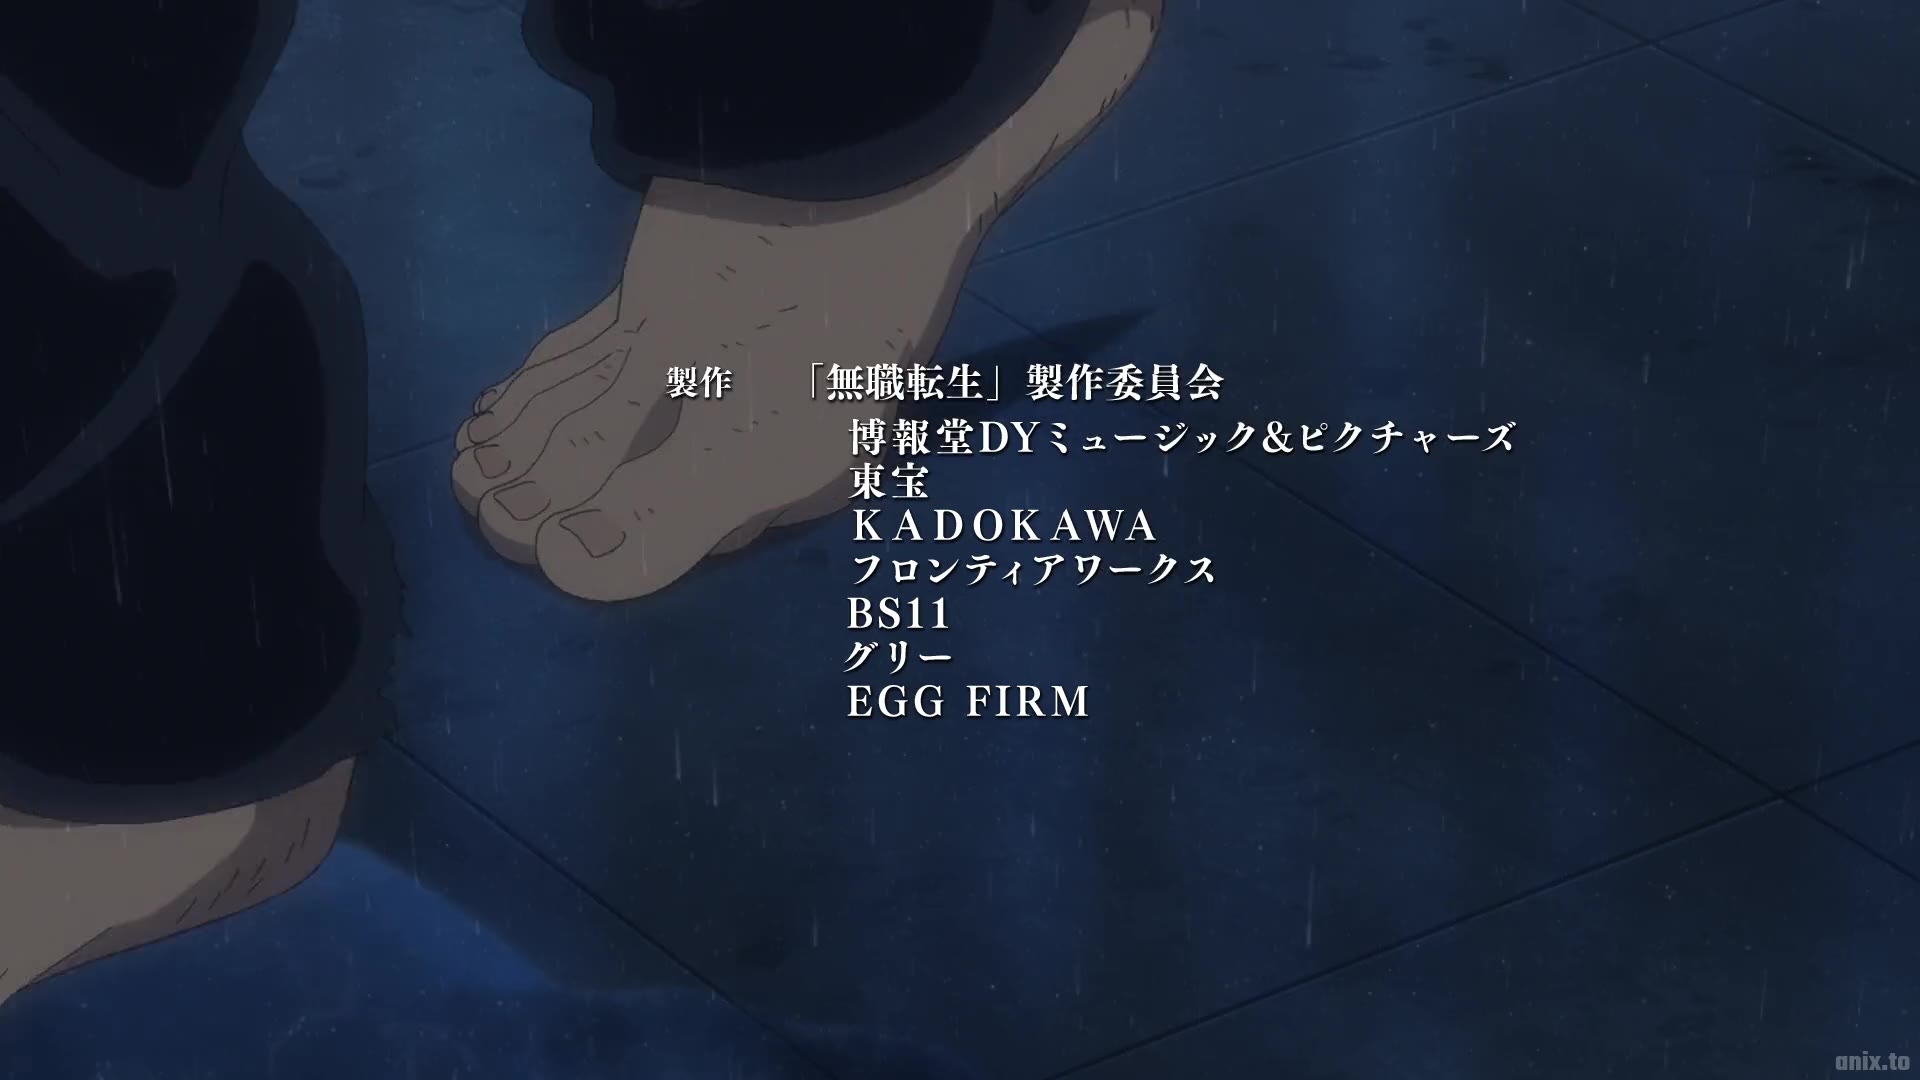 製作 「無職転生」製作委員会
博報堂DYミュージック&ピクチャーズ
東宝
KADOKAWA
フロンティアワークス
BS11
グリー
EGG FIRM
anix.to